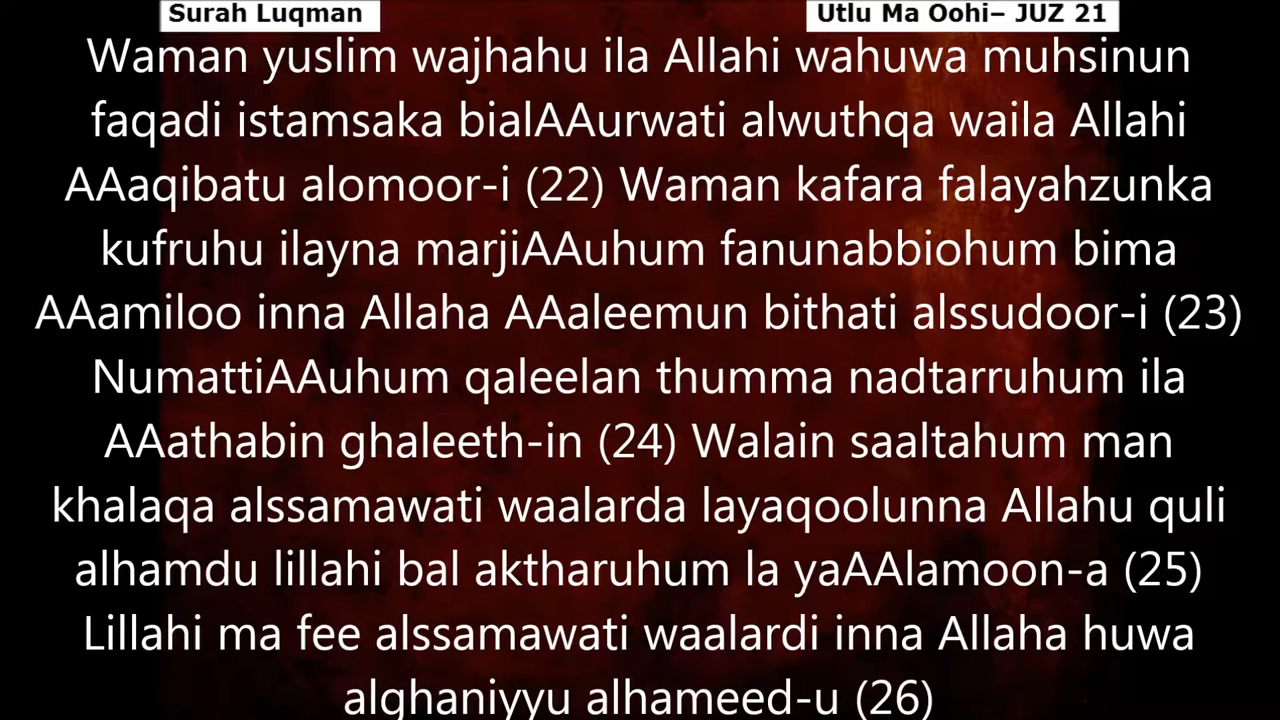 Surah Luqman
Utlu Ma Oohi– JUZ 21
Waman yuslim wajhahu ila Allahi wahuwa muhsinun
faqadi istamsaka bialAAurwati alwuthqa waila Allahi
AAaqibatu alomoor-i (22) Waman kafara falayahzunka
kufruhu ilayna marjiAAuhum fanunabbiohum bima
AAamiloo inna Allaha AAaleemun bithati alssudoor-i (23)
NumattiAAuhum qaleelan thumma nadtarruhum ila
AAathabin ghaleeth-in (24) Walain saaltahum man
khalaqa alssamawati waalarda layaqoolunna Allahu quli
alhamdu lillahi bal aktharuhum la yaAAlamoon-a (25)
Lillahi ma fee alssamawati waalardi inna Allaha huwa
alghaniyyu alhameed-u (26)